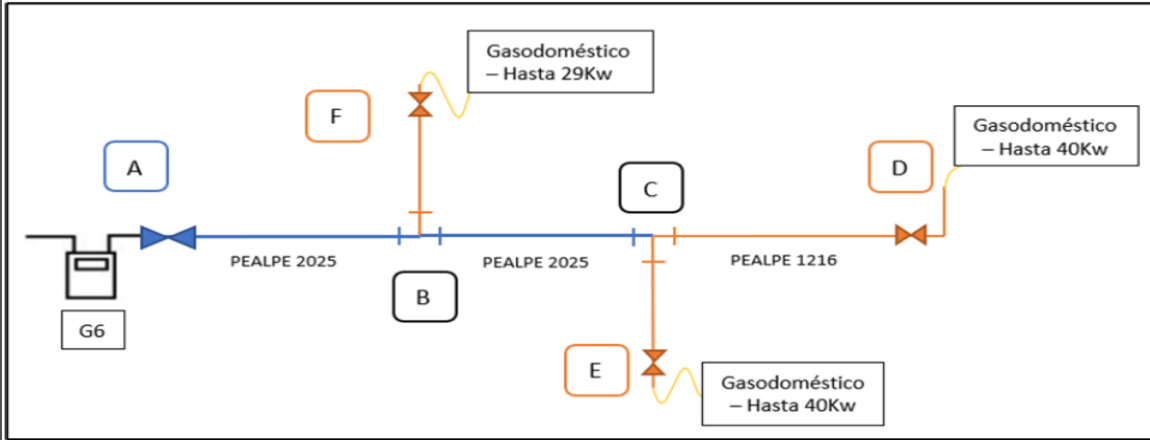 Gasodoméstico
– Hasta 29Kw
F
Gasodoméstico
– Hasta 40Kw
A
C
D
PEALPE 2025
PEALPE 2025
PEALPE 1216
B
G6
E
Gasodoméstico
– Hasta 40Kw